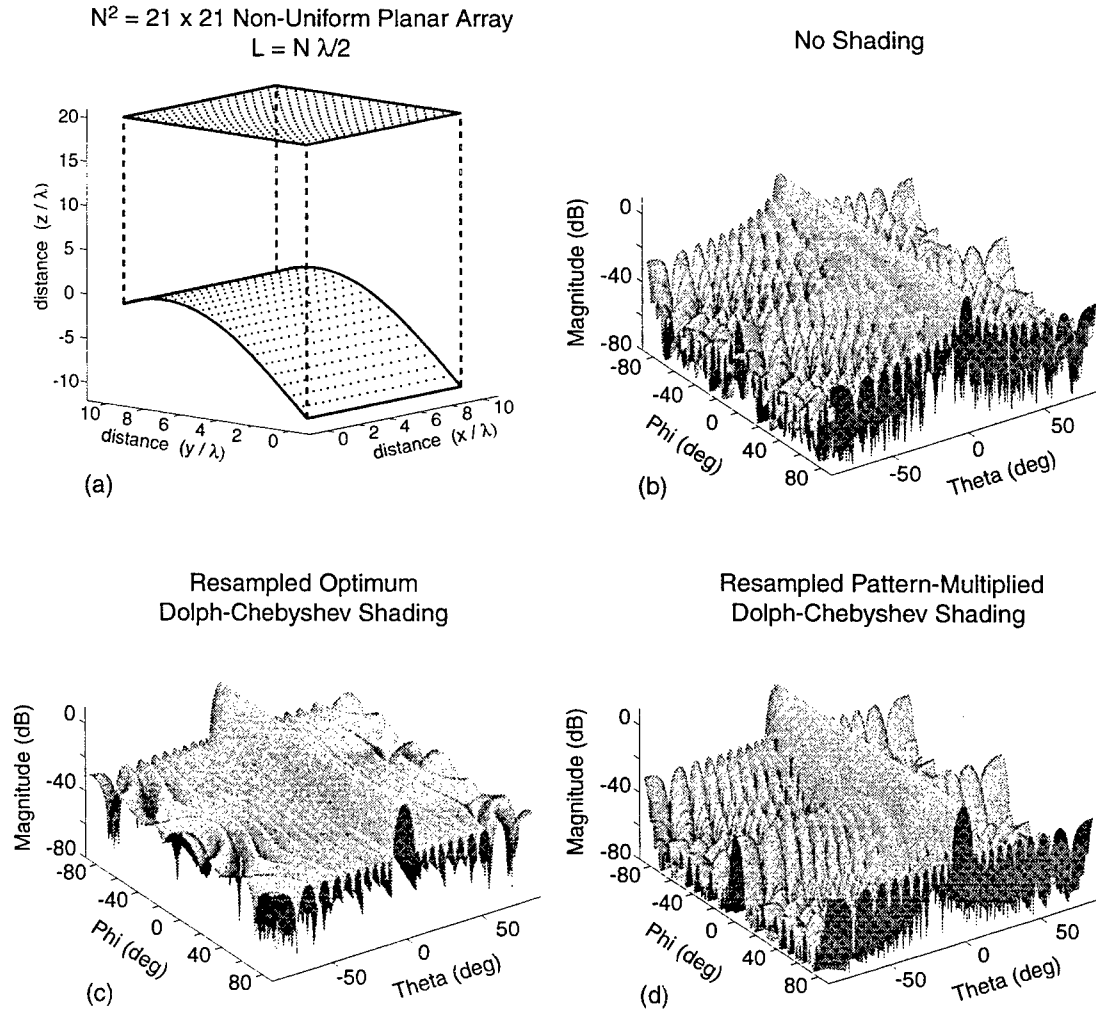 N² = 21 x 21 Non-Uniform Planar Array
L = N λ/2
20
15
10
5
0
-5
-10
distance (z / λ)
10
8
6
4
2
0
distance (y / λ)
0
2
4
6
8
10
distance (x / λ)
(a)
No Shading
0
-40
-80
Magnitude (dB)
-80
-40
0
40
80
Phi (deg)
-50
0
50
Theta (deg)
(b)
Resampled Optimum
Dolph-Chebyshev Shading
0
-40
-80
Magnitude (dB)
-80
-40
0
40
80
Phi (deg)
-50
0
50
Theta (deg)
(c)
Resampled Pattern-Multiplied
Dolph-Chebyshev Shading
0
-40
-80
Magnitude (dB)
-80
-40
0
40
80
Phi (deg)
-50
0
50
Theta (deg)
(d)